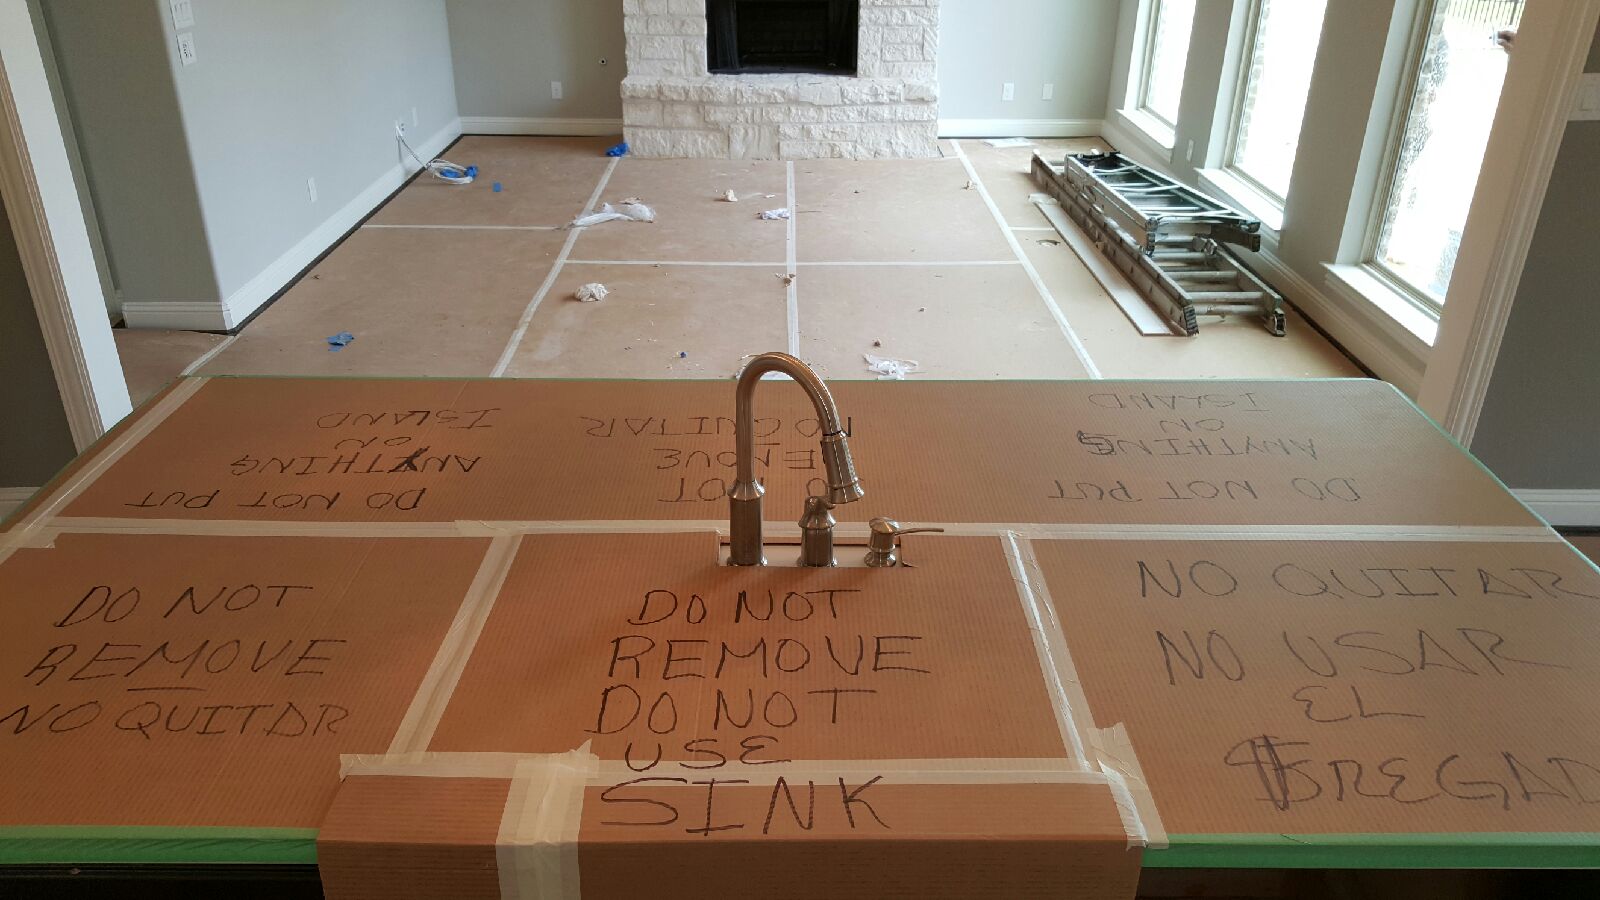 DO NOT
REMOVE
NO QUITAR
DO NOT
REMOVE
DO NOT
USE
SINK
NO QUITAR
NO USAR
EL
FREGAD
DO NOT PUT
ANYTHING
ON
ISLAND
DO NOT
REMOVE
NO QUITAR
DO NOT PUT
ANYTHING
ON
ISLAND